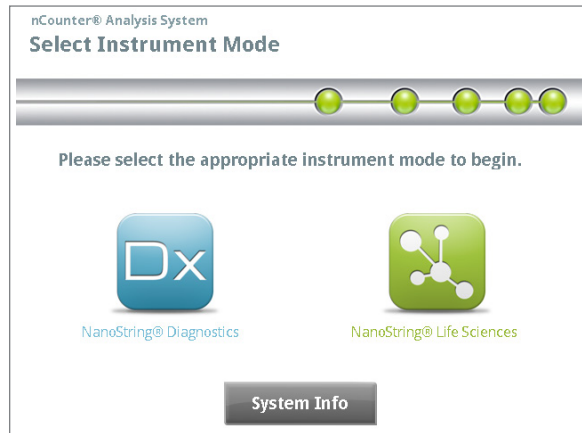 nCounter® Analysis System
Select Instrument Mode
Please select the appropriate instrument mode to begin.
Dx
NanoString® Diagnostics
NanoString® Life Sciences
System Info